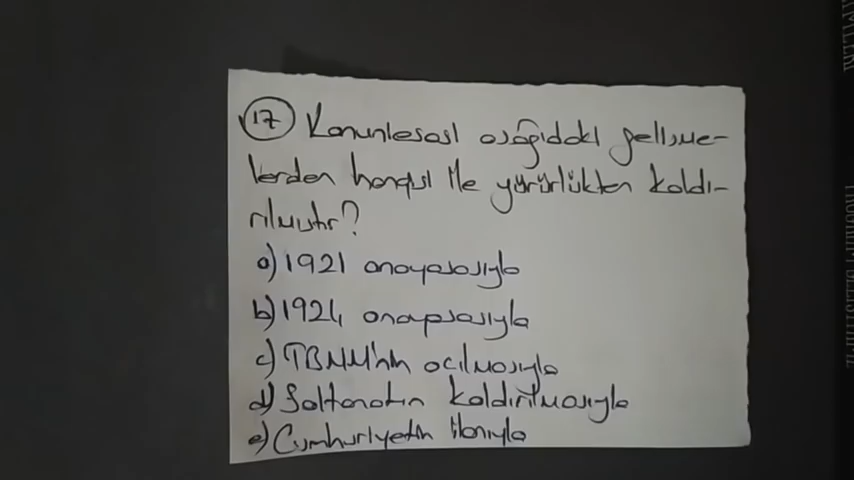 17 Kanunıesası aşağıdaki gelişme-
lerden hangisi ile yürürlükten kaldı-
rılmıştır?
a) 1921 anayasasıyla
b) 1924 anayasasıyla
c) TBMM'nin açılmasıyla
d) Saltanatın kaldırılmasıyla
e) Cumhuriyetin ilanıyla